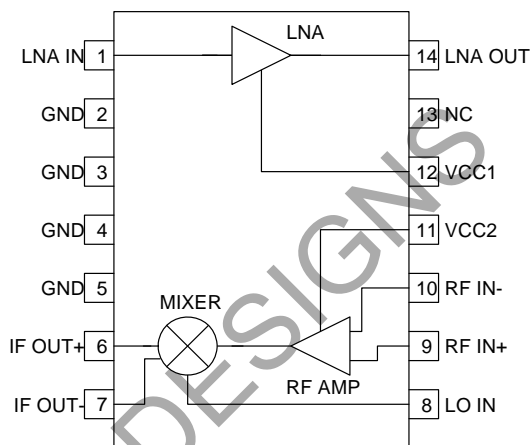 LNA
LNA IN 1 14 LNA OUT
GND 2 13 NC
GND 3 12 VCC1
GND 4 11 VCC2
GND 5 10 RF IN-
MIXER
IF OUT+ 6 9 RF IN+
RF AMP
IF OUT- 7 8 LO IN
DESIGNS